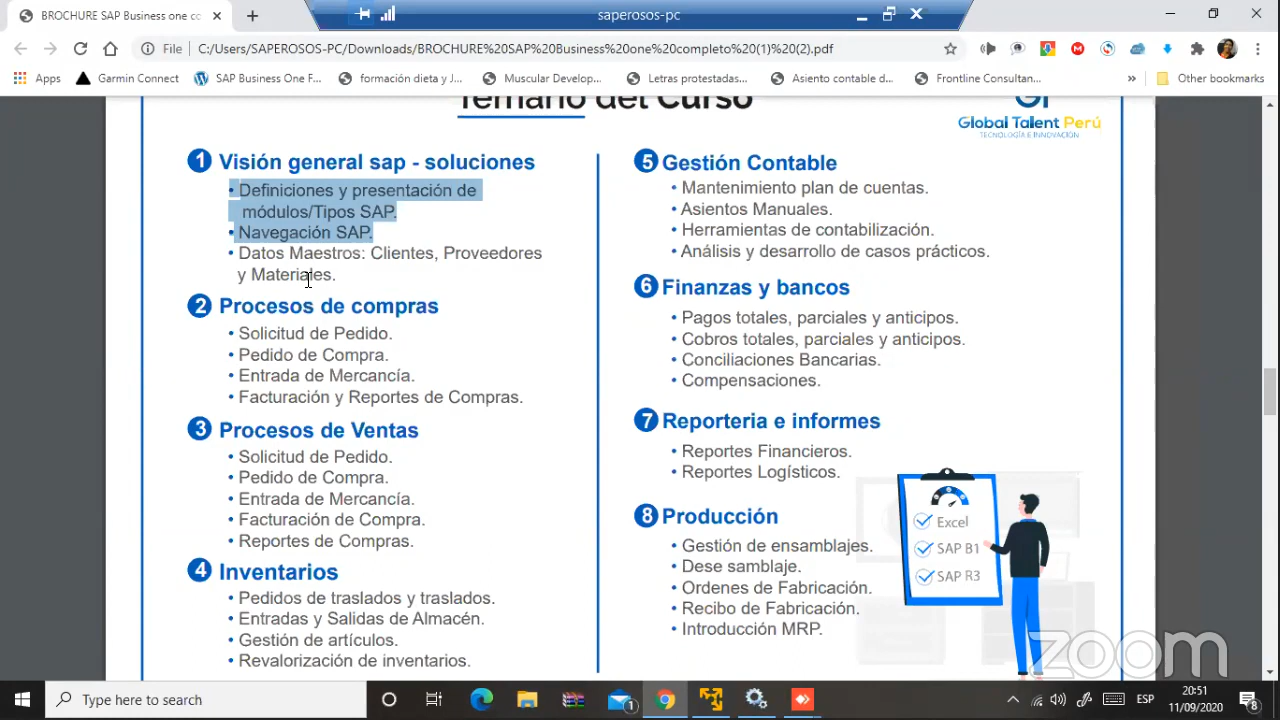 BROCHURE SAP Business one co
saperosos-pc
File
C:/Users/SAPEROSOS-PC/Downloads/BROCHURE%20SAP%20Business%20one%20completo%20(1)%20(2).pdf
Apps
Garmin Connect
SAP Business One F...
formación dieta y J...
Muscular Develop...
Letras protestadas...
Asiento contable d...
Frontline Consultan...
»
Other bookmarks
Temario del Curso
GT
Global Talent Perú
TECNOLOGÍA E INNOVACIÓN
1 Visión general sap - soluciones
• Definiciones y presentación de
módulos/Tipos SAP.
• Navegación SAP.
• Datos Maestros: Clientes, Proveedores
y Materiales.
2 Procesos de compras
• Solicitud de Pedido.
• Pedido de Compra.
• Entrada de Mercancía.
• Facturación y Reportes de Compras.
3 Procesos de Ventas
• Solicitud de Pedido.
• Pedido de Compra.
• Entrada de Mercancía.
• Facturación de Compra.
• Reportes de Compras.
4 Inventarios
• Pedidos de traslados y traslados.
• Entradas y Salidas de Almacén.
• Gestión de artículos.
• Revalorización de inventarios.
5 Gestión Contable
• Mantenimiento plan de cuentas.
• Asientos Manuales.
• Herramientas de contabilización.
• Análisis y desarrollo de casos prácticos.
6 Finanzas y bancos
• Pagos totales, parciales y anticipos.
• Cobros totales, parciales y anticipos.
• Conciliaciones Bancarias.
• Compensaciones.
7 Reporteria e informes
• Reportes Financieros.
• Reportes Logísticos.
8 Producción
• Gestión de ensamblajes.
• Dese samblaje.
• Ordenes de Fabricación.
• Recibo de Fabricación.
• Introducción MRP.
Excel
SAP B1
SAP R3
zoom
Type here to search
1
ESP
20:51
11/09/2020
8